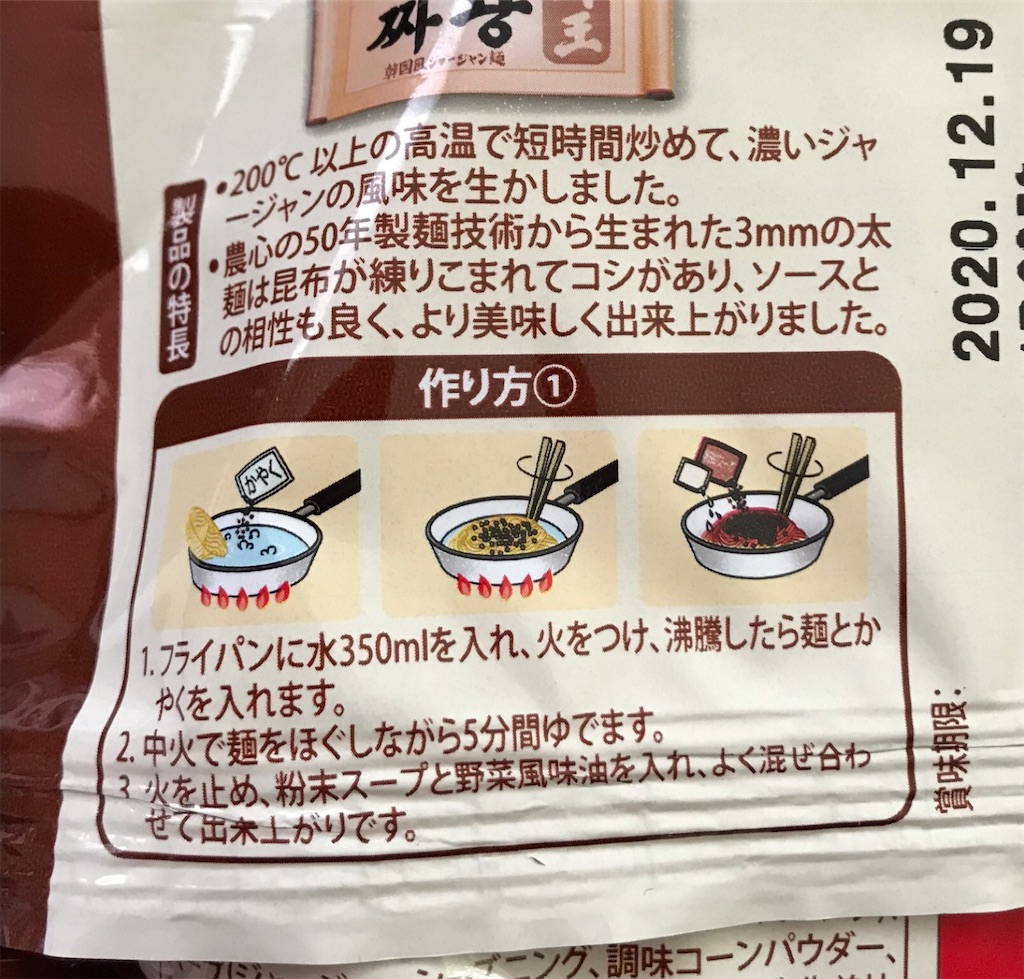 짜왕
王
韓国風ジャージャン麺
製品の特長
•200℃ 以上の高温で短時間炒めて、濃いジャ
ージャンの風味を生かしました。
•農心の50年製麺技術から生まれた3mmの太
麺は昆布が練りこまれてコシがあり、ソースと
の相性も良く、より美味しく出来上がりました。
作り方①
かやく
1.フライパンに水350mlを入れ、火をつけ、沸騰したら麺とか
やくを入れます。
2.中火で麺をほぐしながら5分間ゆでます。
3.火を止め、粉末スープと野菜風味油を入れ、よく混ぜ合わ
せて出来上がりです。
賞味期限:
2020.12.19
ニング、調味コーンパウダー、